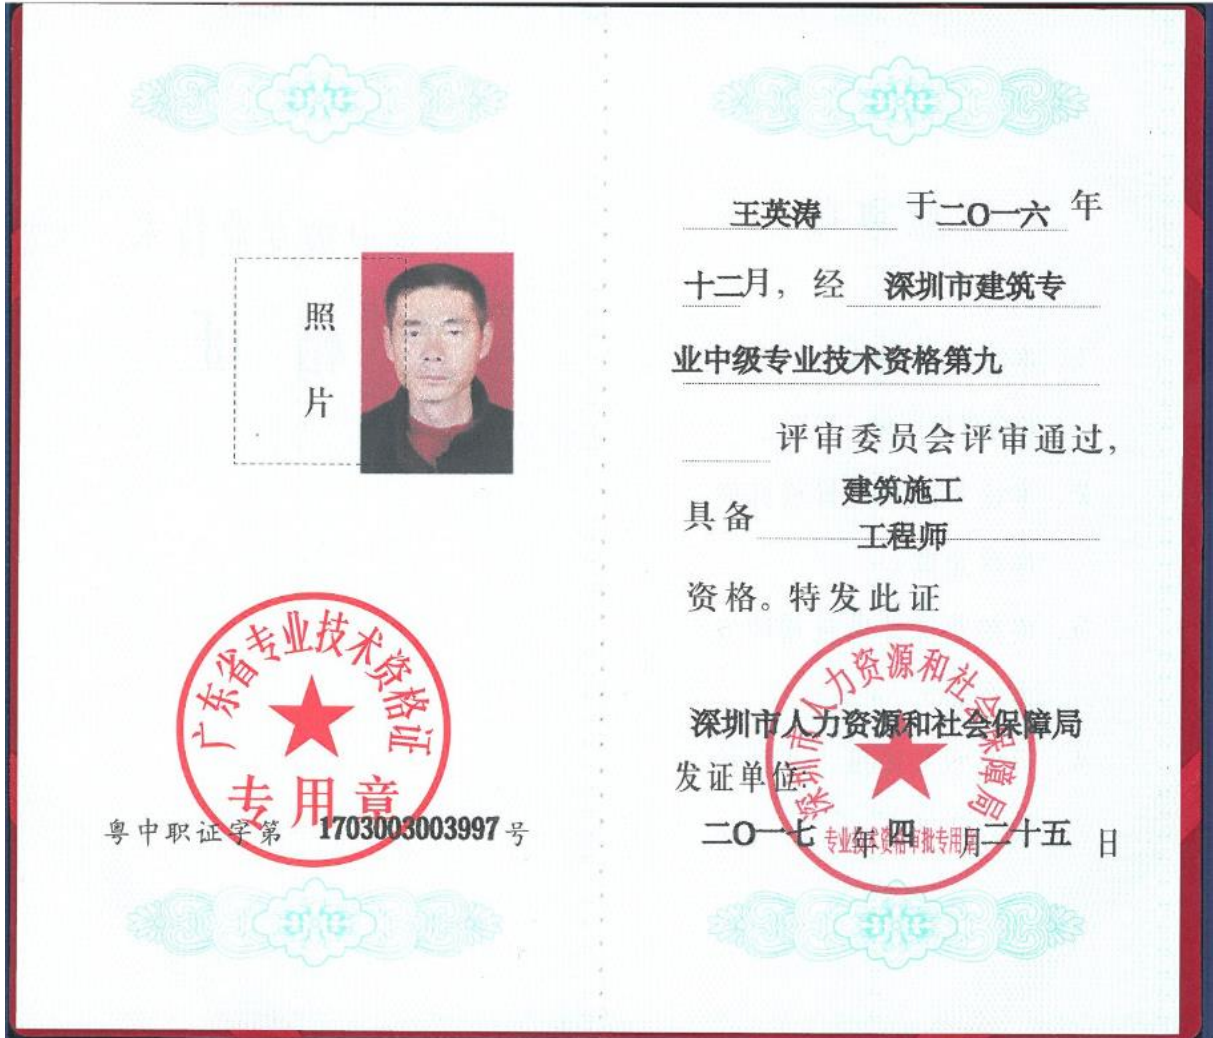 照
片
广东省专业技术资格证
专用章
粤中职证字第 1703003003997 号
王英涛 于二〇一六 年
十二月，经 深圳市建筑专
业中级专业技术资格第九
评审委员会评审通过，
建筑施工
具备
工程师
资格。特发此证
深圳市人力资源和社会保障局
深圳市人力资源和社会保障局
发证单位：
专业技术资格审批专用章
二〇一七 年 四 月二十五 日